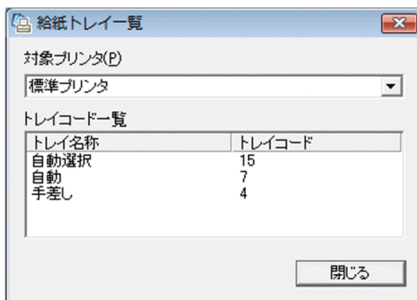 給紙トレイ一覧
対象プリンタ(P)
標準プリンタ
トレイコード一覧
トレイ名称 トレイコード
自動選択 15
自動 7
手差し 4
閉じる